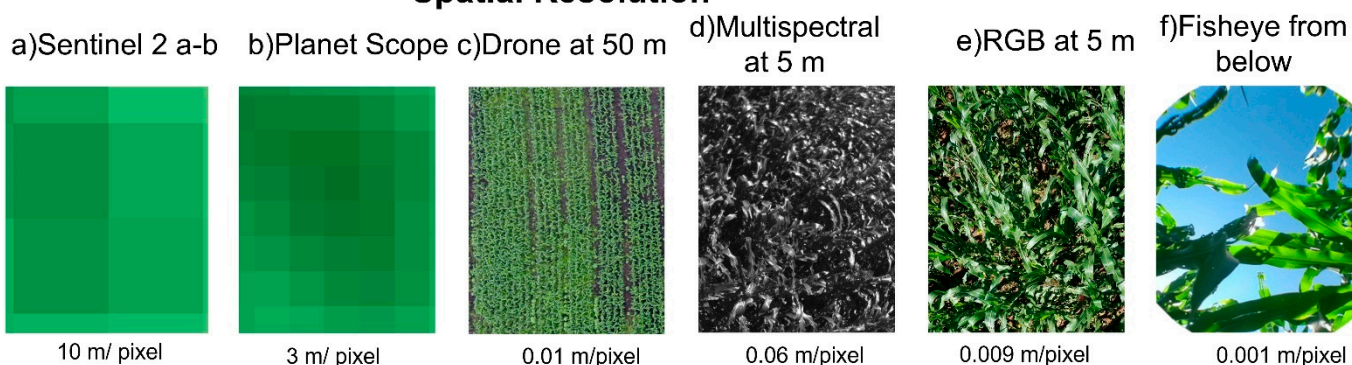 Spatial Resolution
a)Sentinel 2 a-b
b)Planet Scope
c)Drone at 50 m
d)Multispectral
at 5 m
e)RGB at 5 m
f)Fisheye from
below
10 m/ pixel
3 m/ pixel
0.01 m/pixel
0.06 m/pixel
0.009 m/pixel
0.001 m/pixel